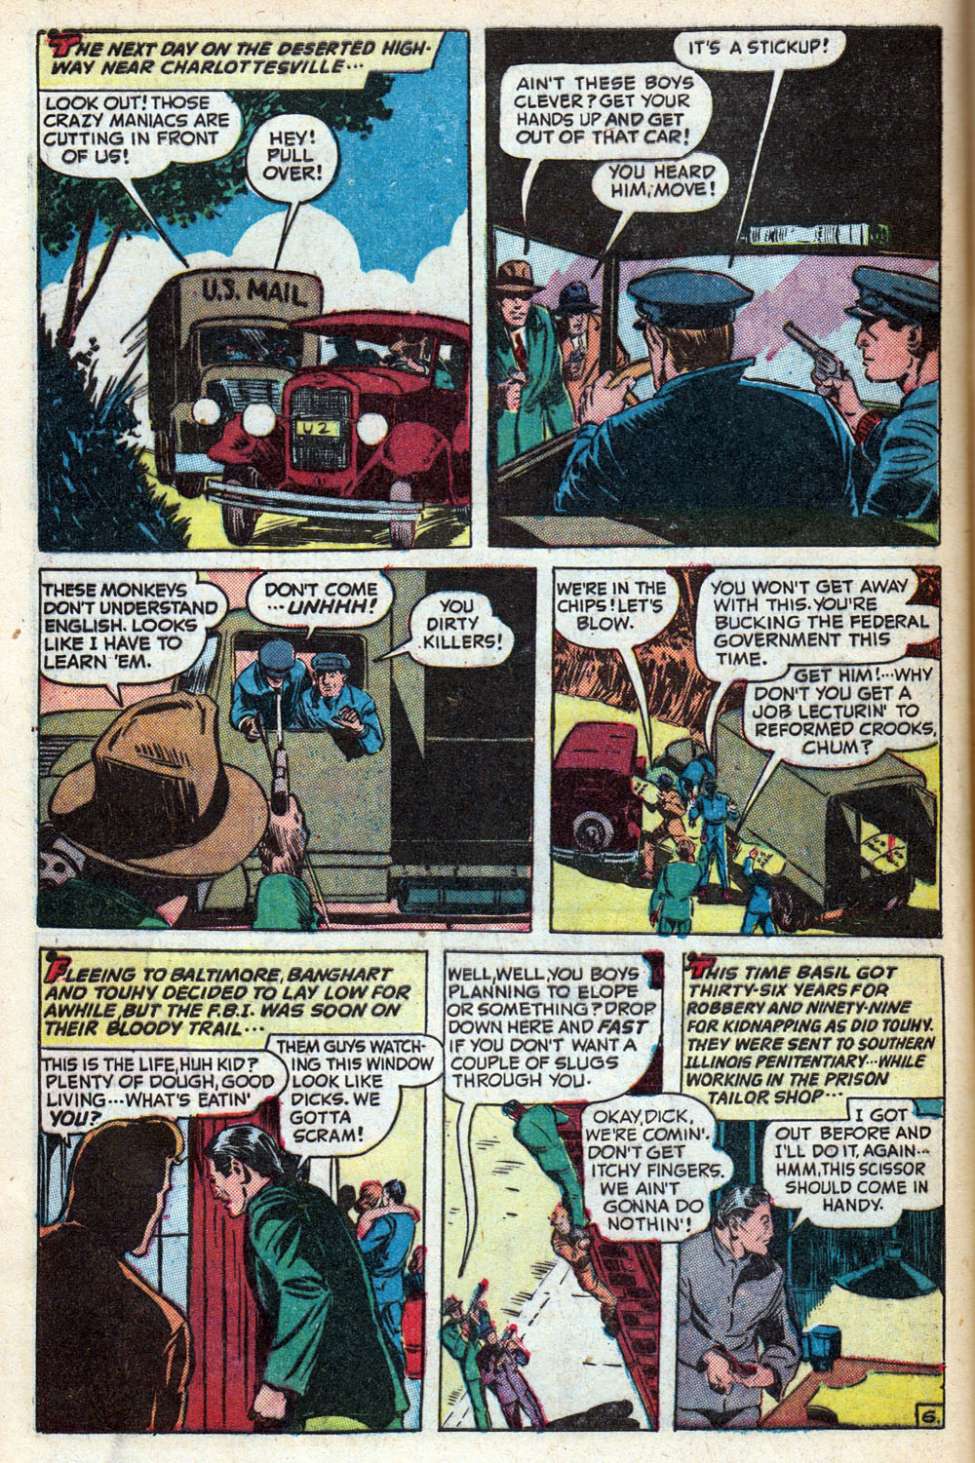 THE NEXT DAY ON THE DESERTED HIGH-
WAY NEAR CHARLOTTESVILLE...
LOOK OUT! THOSE
CRAZY MANIACS ARE
CUTTING IN FRONT
OF US!
HEY!
PULL
OVER!
U.S. MAIL
U2
IT'S A STICKUP!
AIN'T THESE BOYS
CLEVER? GET YOUR
HANDS UP AND GET
OUT OF THAT CAR!
YOU HEARD
HIM, MOVE!
THESE MONKEYS
DON'T UNDERSTAND
ENGLISH. LOOKS
LIKE I HAVE TO
LEARN 'EM.
DON'T COME
...UNHHH!
YOU
DIRTY
KILLERS!
WE'RE IN THE
CHIPS! LET'S
BLOW.
YOU WON'T GET AWAY
WITH THIS. YOU'RE
BUCKING THE FEDERAL
GOVERNMENT THIS
TIME.
GET HIM!...WHY
DON'T YOU GET A
JOB LECTURIN' TO
REFORMED CROOKS,
CHUM?
FLEEING TO BALTIMORE, BANGHART
AND TOUHY DECIDED TO LAY LOW FOR
AWHILE, BUT THE F.B.I. WAS SOON ON
THEIR BLOODY TRAIL...
THIS IS THE LIFE, HUH KID?
PLENTY OF DOUGH, GOOD
LIVING...WHAT'S EATIN'
YOU?
THEM GUYS WATCH-
ING THIS WINDOW
LOOK LIKE
DICKS. WE
GOTTA
SCRAM!
WELL, WELL, YOU BOYS
PLANNING TO ELOPE
OR SOMETHING? DROP
DOWN HERE AND FAST
IF YOU DON'T WANT A
COUPLE OF SLUGS
THROUGH YOU.
OKAY, DICK,
WE'RE COMIN'.
DON'T GET
ITCHY FINGERS.
WE AIN'T
GONNA DO
NOTHIN'!
THIS TIME BASIL GOT
THIRTY-SIX YEARS FOR
ROBBERY AND NINETY-NINE
FOR KIDNAPPING AS DID TOUHY.
THEY WERE SENT TO SOUTHERN
ILLINOIS PENITENTIARY...WHILE
WORKING IN THE PRISON
TAILOR SHOP...
I GOT
OUT BEFORE AND
I'LL DO IT, AGAIN...
HMM, THIS SCISSOR
SHOULD COME IN
HANDY.
6